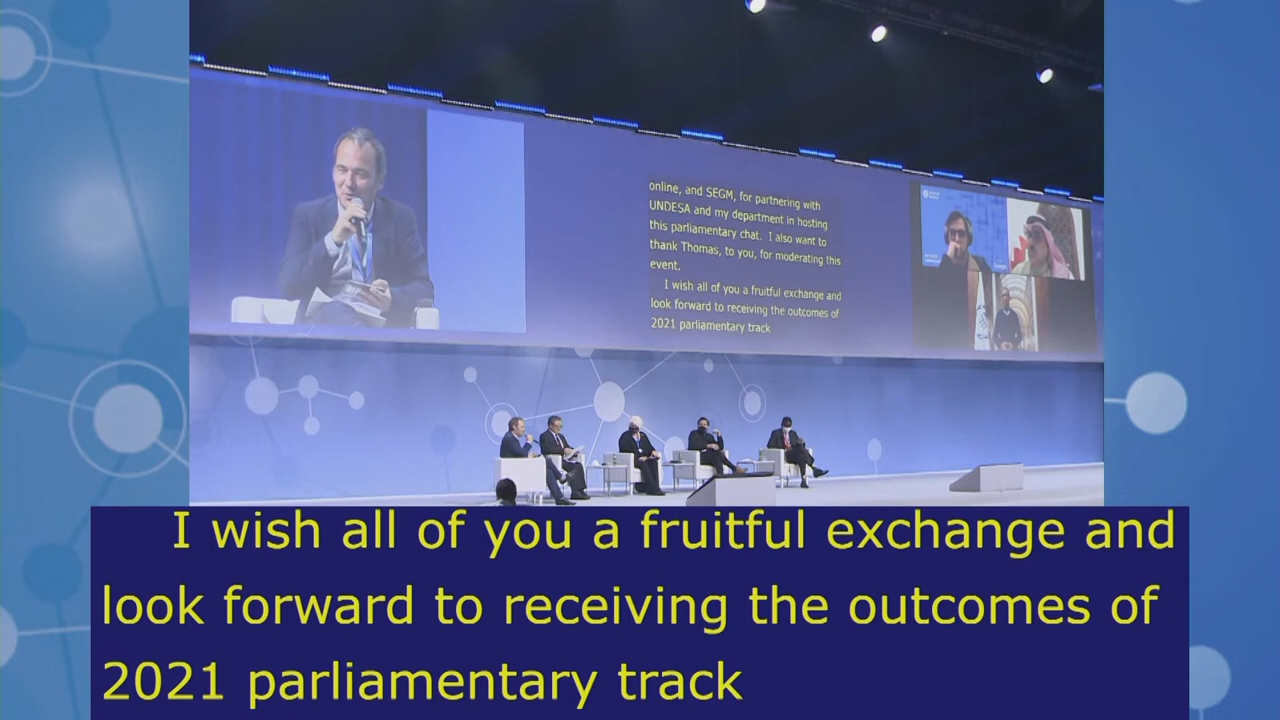 online, and SEGM, for partnering with
UNDESA and my department in hosting
this parliamentary chat.  I also want to
thank Thomas, to you, for moderating this
event.
I wish all of you a fruitful exchange and
look forward to receiving the outcomes of
2021 parliamentary track
I wish all of you a fruitful exchange and
look forward to receiving the outcomes of
2021 parliamentary track